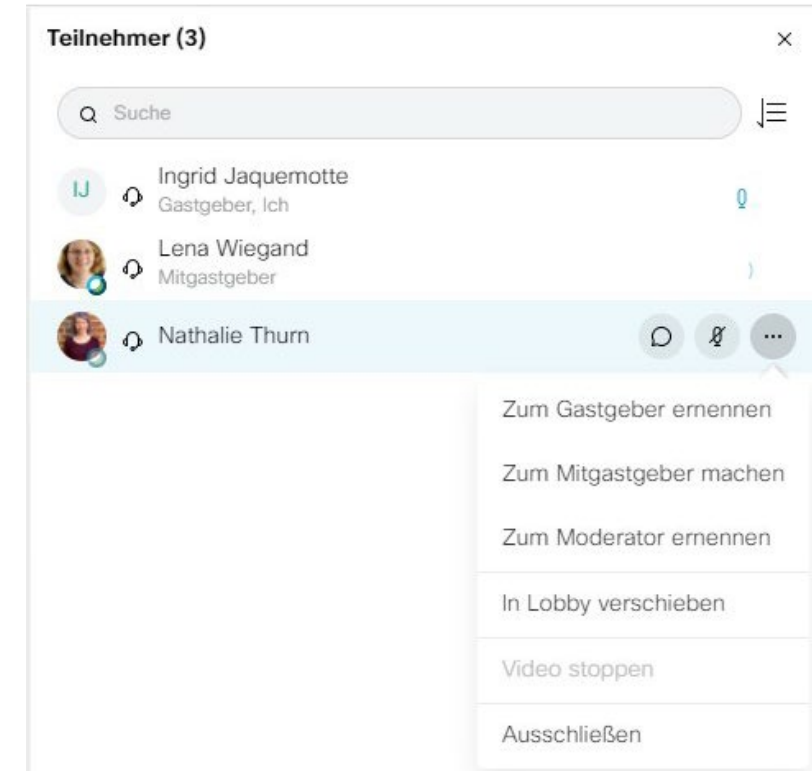 Teilnehmer (3)
Suche
IJ
Ingrid Jaquemotte
Gastgeber, Ich
Lena Wiegand
Mitgastgeber
Nathalie Thurn
Zum Gastgeber ernennen
Zum Mitgastgeber machen
Zum Moderator ernennen
In Lobby verschieben
Video stoppen
Ausschließen